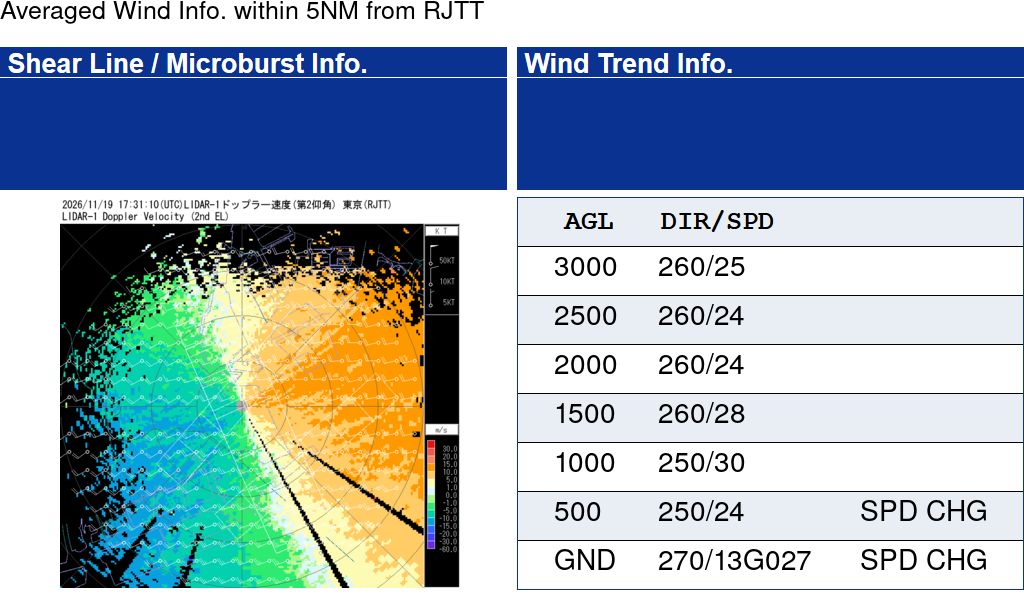 Averaged Wind Info. within 5NM from RJTT
Shear Line / Microburst Info.
Wind Trend Info.
2026/11/19 17:31:10(UTC)LIDAR-1ドップラー速度(第2仰角) 東京(RJTT)
LIDAR-1 Doppler Velocity (2nd EL)
K T
50KT
10KT
5KT
m/s
30.0
20.0
15.0
10.0
5.0
1.0
0.0
-1.0
-5.0
-10.0
-15.0
-20.0
-30.0
-60.0
AGL DIR/SPD
3000 260/25
2500 260/24
2000 260/24
1500 260/28
1000 250/30
500 250/24 SPD CHG
GND 270/13G027 SPD CHG